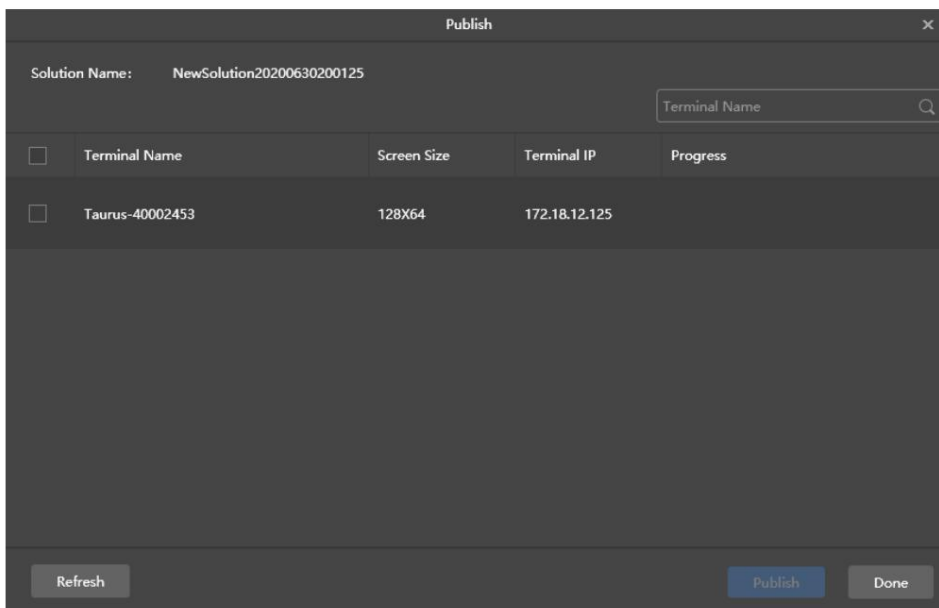 Publish
Solution Name: NewSolution20200630200125
Terminal Name
Terminal Name Screen Size Terminal IP Progress
Taurus-40002453 128X64 172.18.12.125
Refresh Publish Done